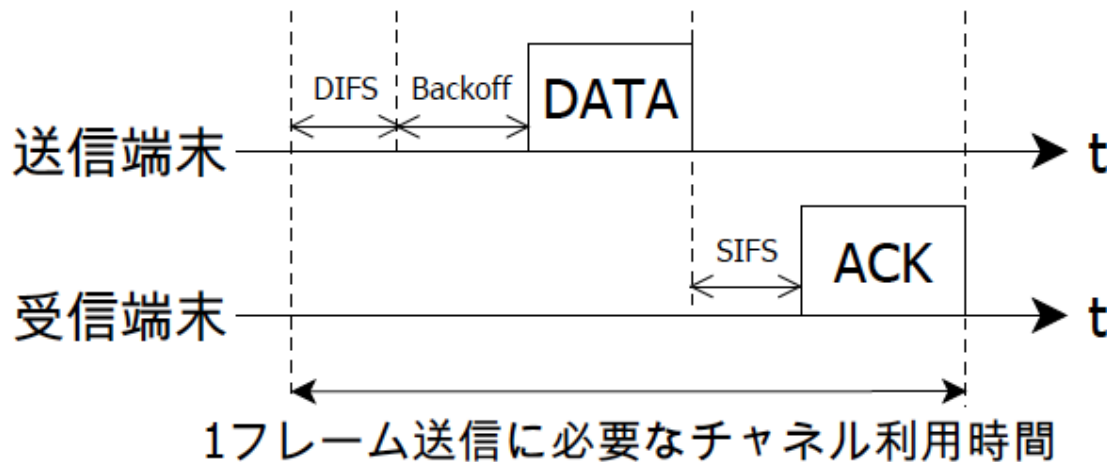 DIFS
Backoff
DATA
送信端末
t
SIFS
ACK
受信端末
t
1フレーム送信に必要なチャネル利用時間